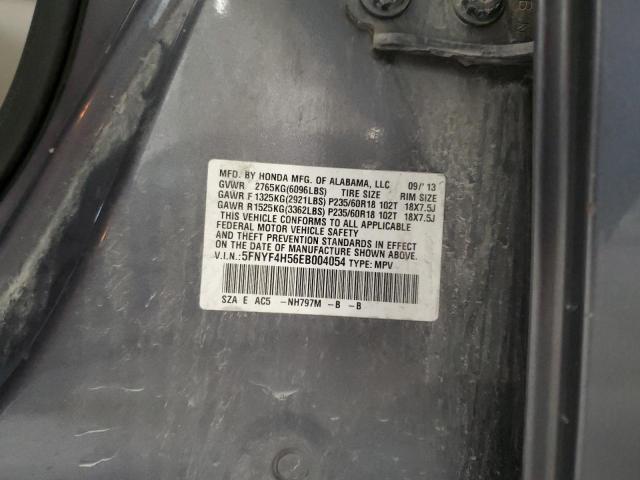 MFD. BY HONDA MFG. OF ALABAMA, LLC 09/'13
GVWR 2765KG(6096LBS) TIRE SIZE RIM SIZE
GAWR F 1325KG(2921LBS) P235/60R18 102T 18X7.5J
GAWR R1525KG(3362LBS) P235/60R18 102T 18X7.5J
THIS VEHICLE CONFORMS TO ALL APPLICABLE
FEDERAL MOTOR VEHICLE SAFETY
AND THEFT PREVENTION STANDARDS IN EFFECT
ON THE DATE OF MANUFACTURE SHOWN ABOVE.
V.I.N.:5FNYF4H56EB004054 TYPE: MPV
SZA E AC5 -NH797M -B -B